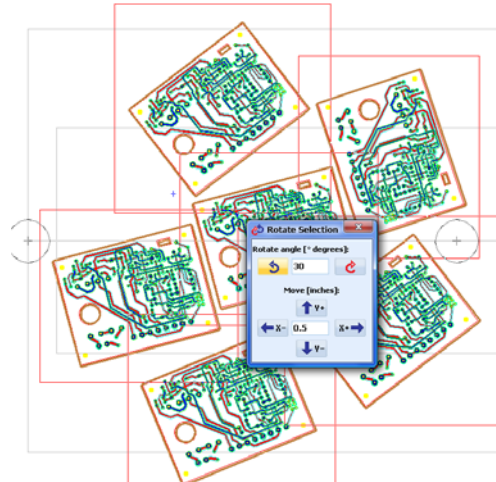 Rotate Selection
Rotate angle [° degrees]:
30
Move [inches]:
Y+
X- 0.5 X+
Y-